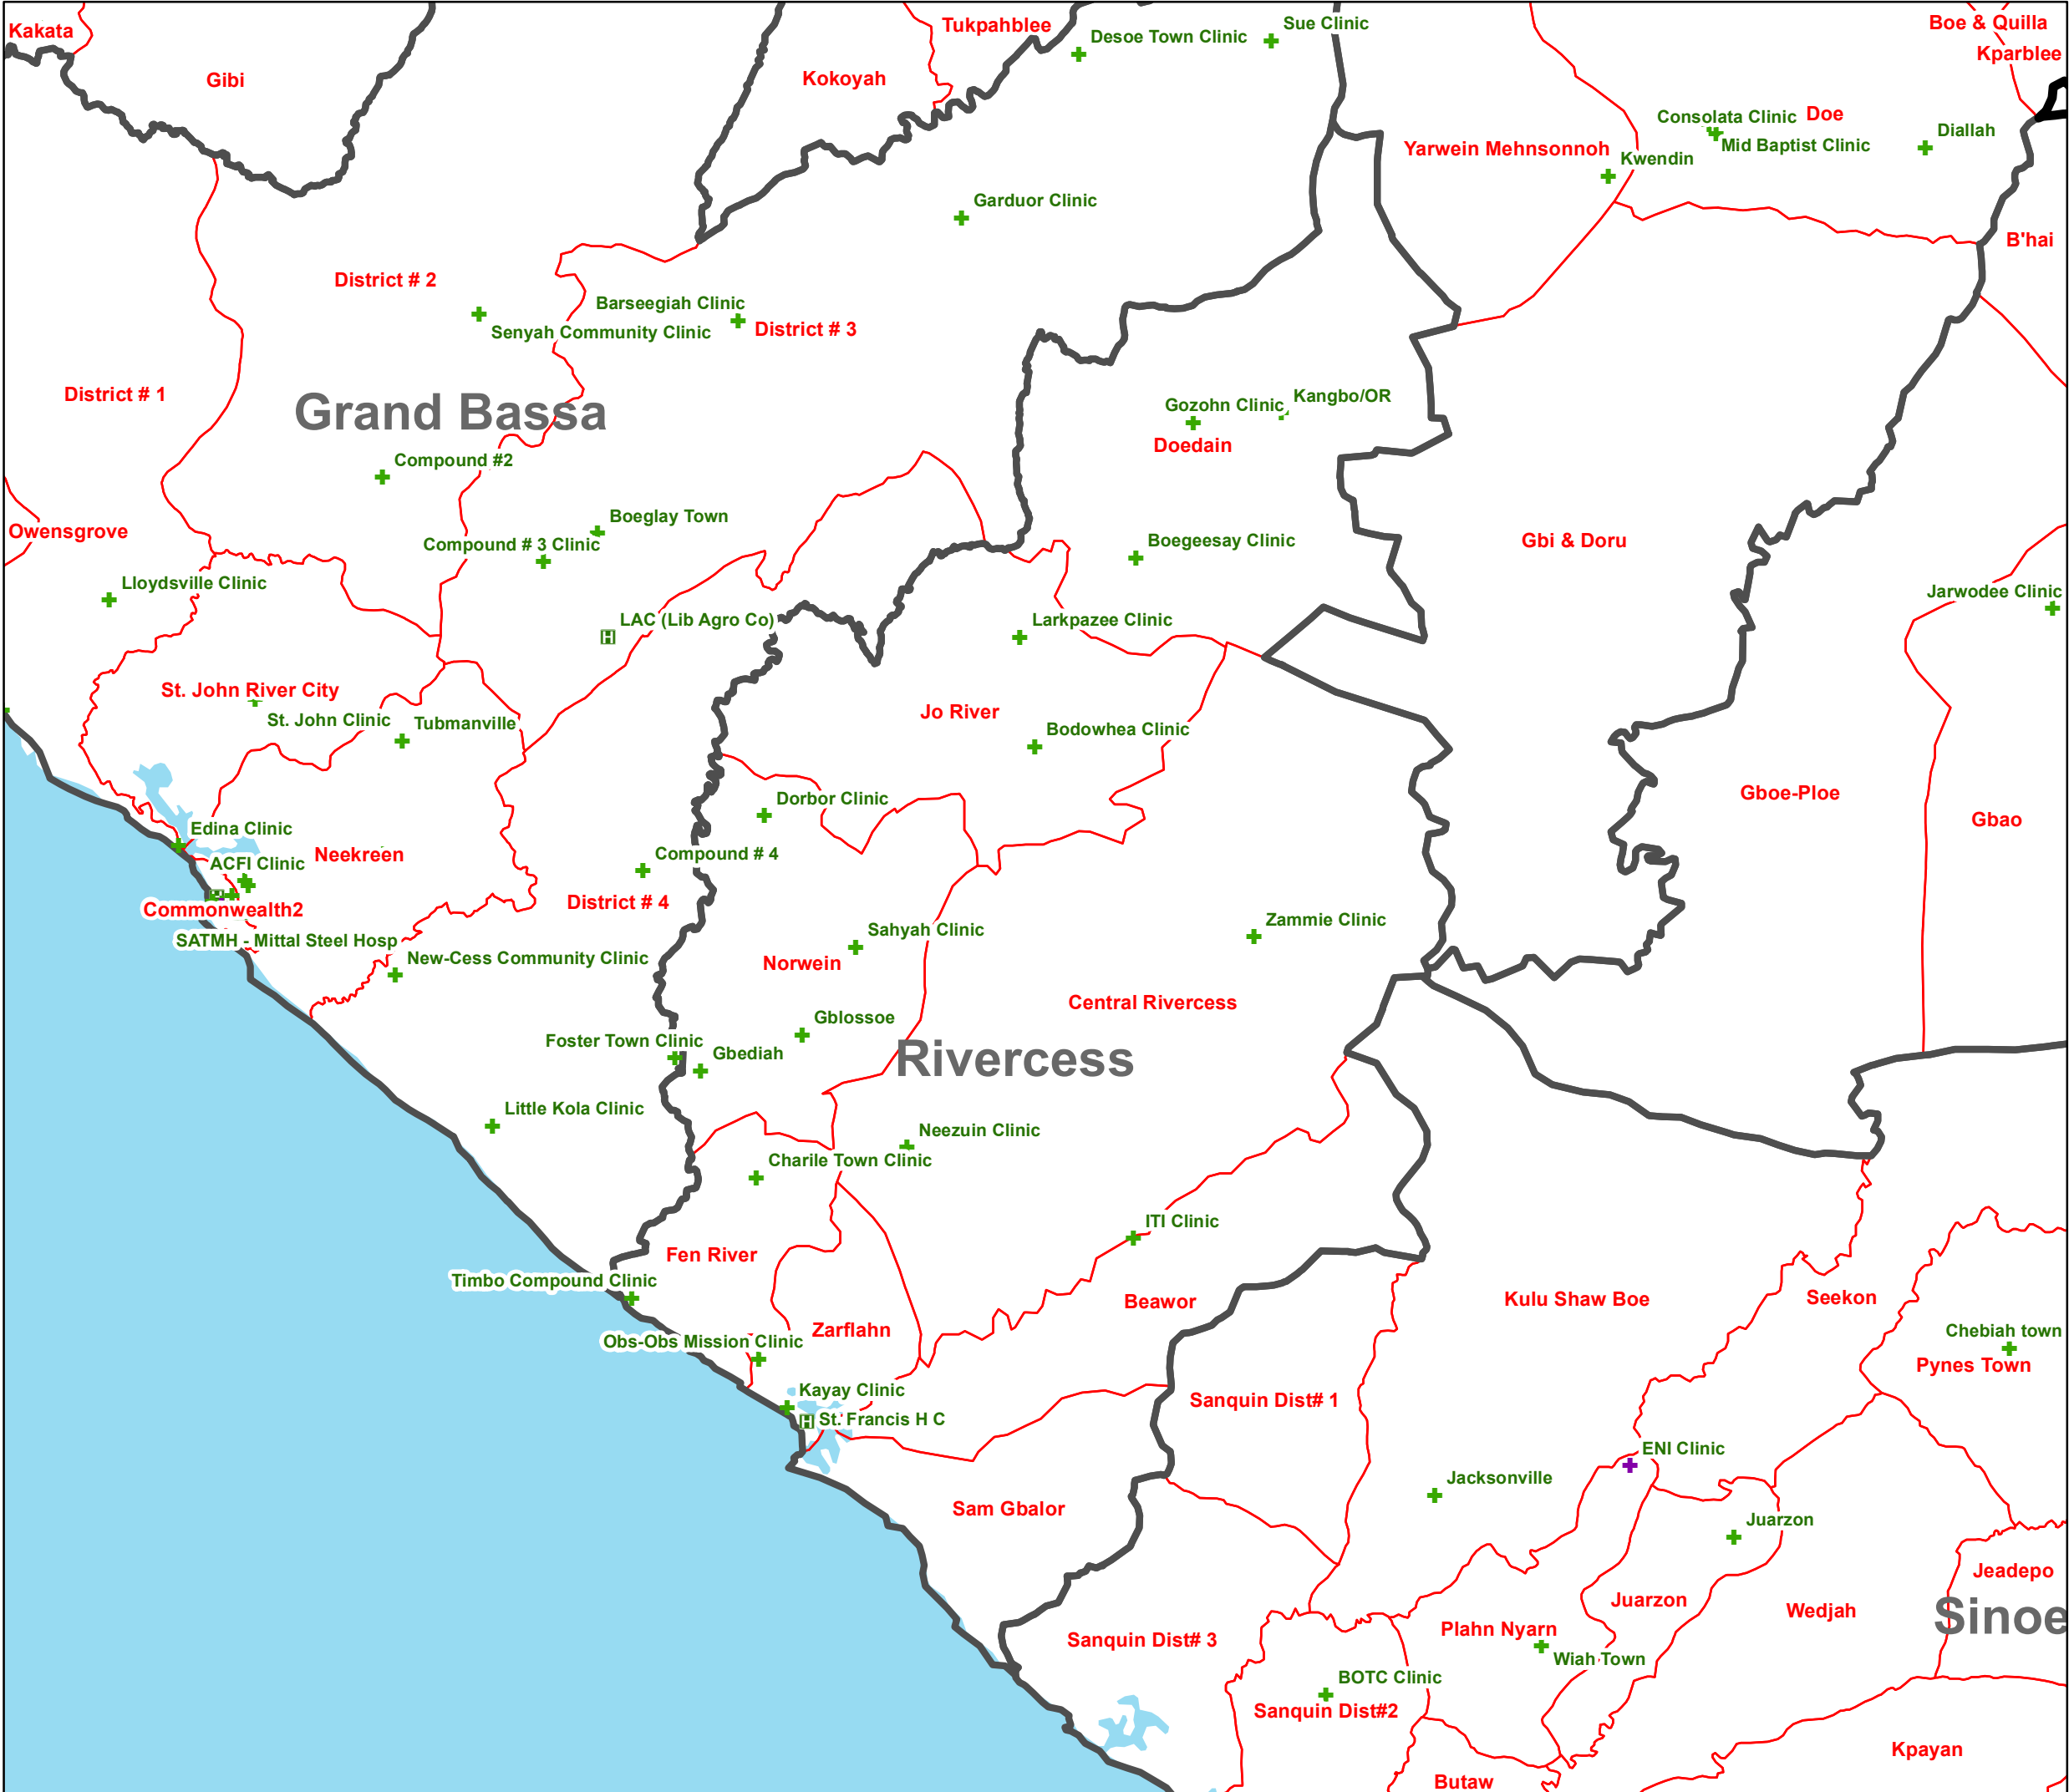 Kakata
Tukpahblee
Sue Clinic
Boe & Quilla
Desoe Town Clinic
Kparblee
Gibi
Kokoyah
Consolata Clinic
Doe
Diallah
Yarwein Mehnsonnoh
Mid Baptist Clinic
Kwendin
Garduor Clinic
B'hai
District # 2
Barseegiah Clinic
Senyah Community Clinic
District # 3
District # 1
Grand Bassa
Gozohn Clinic
Kangbo/OR
Doedain
Compound #2
Boeglay Town
Owensgrove
Compound # 3 Clinic
Boegeesay Clinic
Gbi & Doru
Lloydsville Clinic
Jarwodee Clinic
LAC (Lib Agro Co)
Larkpazee Clinic
St. John River City
St. John Clinic
Tubmanville
Jo River
Bodowhea Clinic
Gboe-Ploe
Dorbor Clinic
Gbao
Edina Clinic
ACFI Clinic
Neekreen
Compound # 4
Commonwealth2
District # 4
Zammie Clinic
SATMH - Mittal Steel Hosp
Sahyah Clinic
New-Cess Community Clinic
Norwein
Central Rivercess
Gblossoe
Foster Town Clinic
Gbediah
Rivercess
Little Kola Clinic
Neezuin Clinic
Charile Town Clinic
ITI Clinic
Fen River
Timbo Compound Clinic
Beawor
Kulu Shaw Boe
Seekon
Zarflahn
Chebiah town
Obs-Obs Mission Clinic
Pynes Town
Kayay Clinic
Sanquin Dist# 1
St. Francis H C
ENI Clinic
Jacksonville
Sam Gbalor
Juarzon
Jeadepo
Juarzon
Wedjah
Sinoe
Plahn Nyarn
Sanquin Dist# 3
Wiah Town
BOTC Clinic
Sanquin Dist#2
Kpayan
Butaw